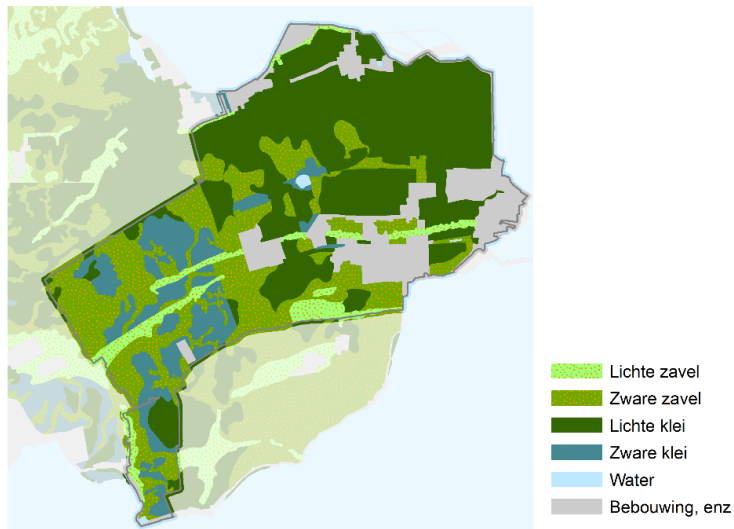 Lichte zavel
Zware zavel
Lichte klei
Zware klei
Water
Bebouwing, enz